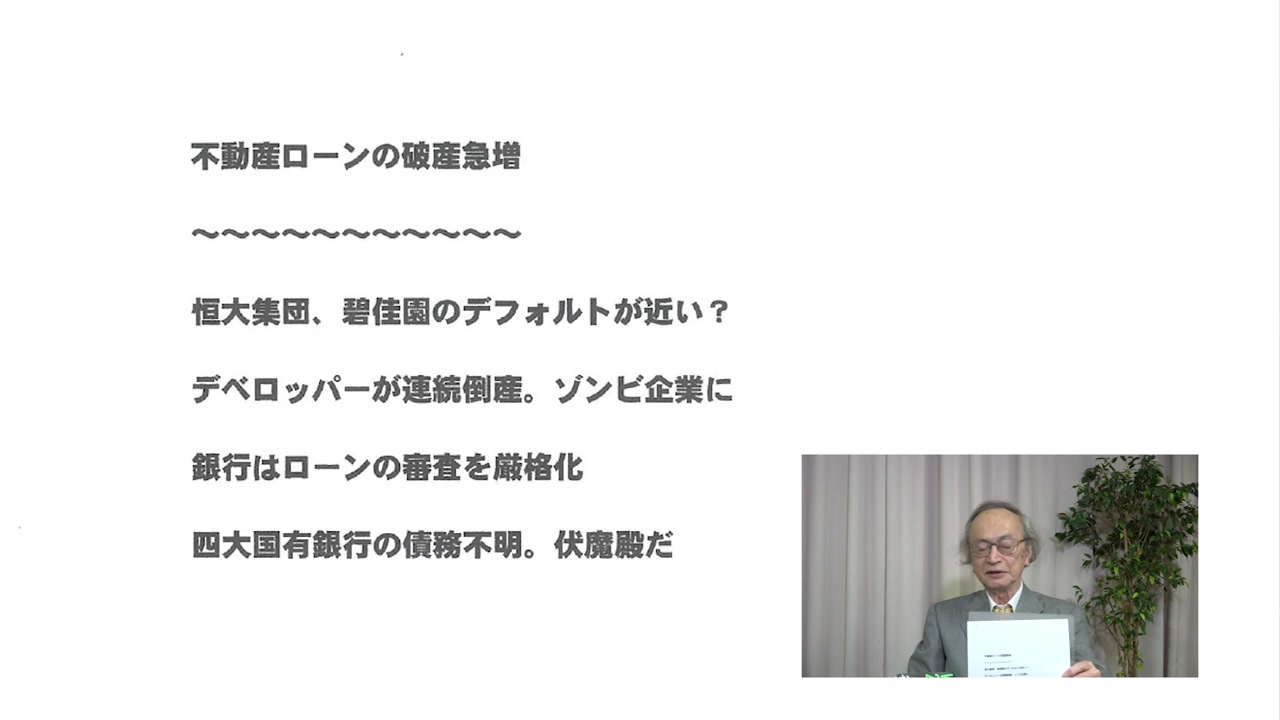 不動産ローンの破産急増
〜〜〜〜〜〜〜〜〜〜〜
恒大集団、碧佳園のデフォルトが近い？
デベロッパーが連続倒産。ゾンビ企業に
銀行はローンの審査を厳格化
四大国有銀行の債務不明。伏魔殿だ